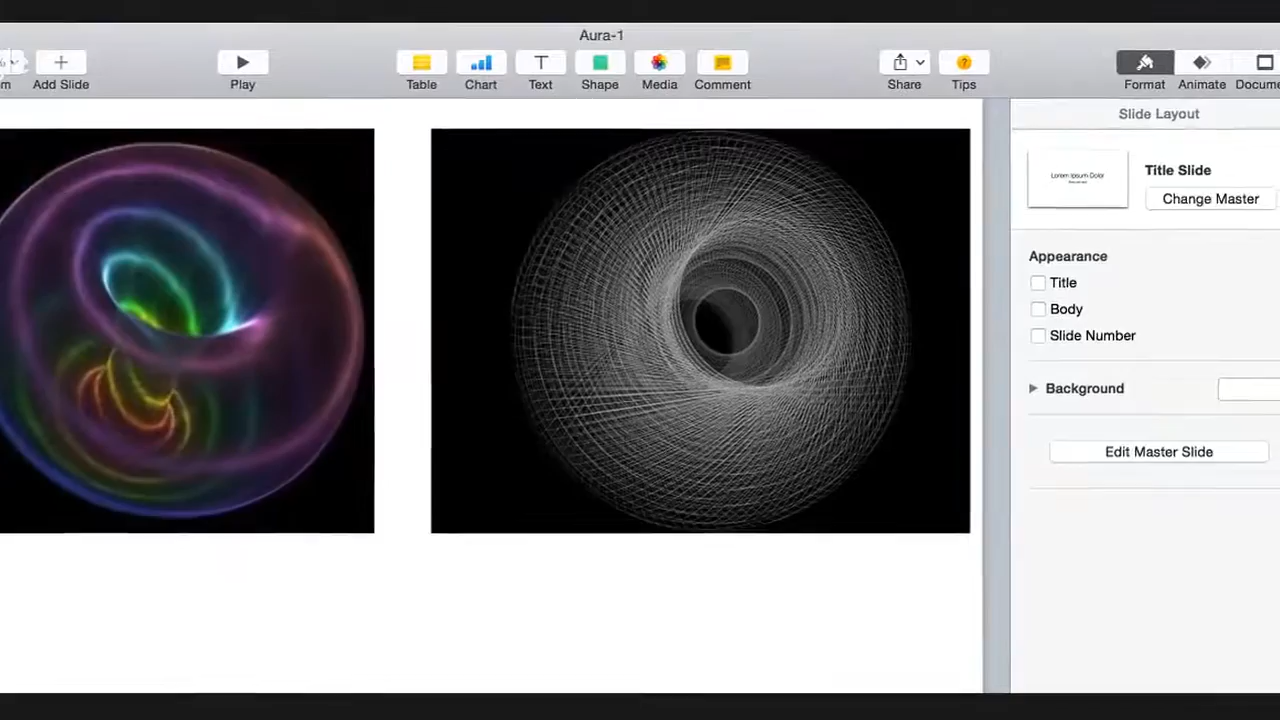 Aura-1
Add Slide
Play
Table
Chart
Text
Shape
Media
Comment
Share
Tips
Format
Animate
Slide Layout
Lorem Ipsum Dolor
Title Slide
Change Master
Appearance
Title
Body
Slide Number
Background
Edit Master Slide